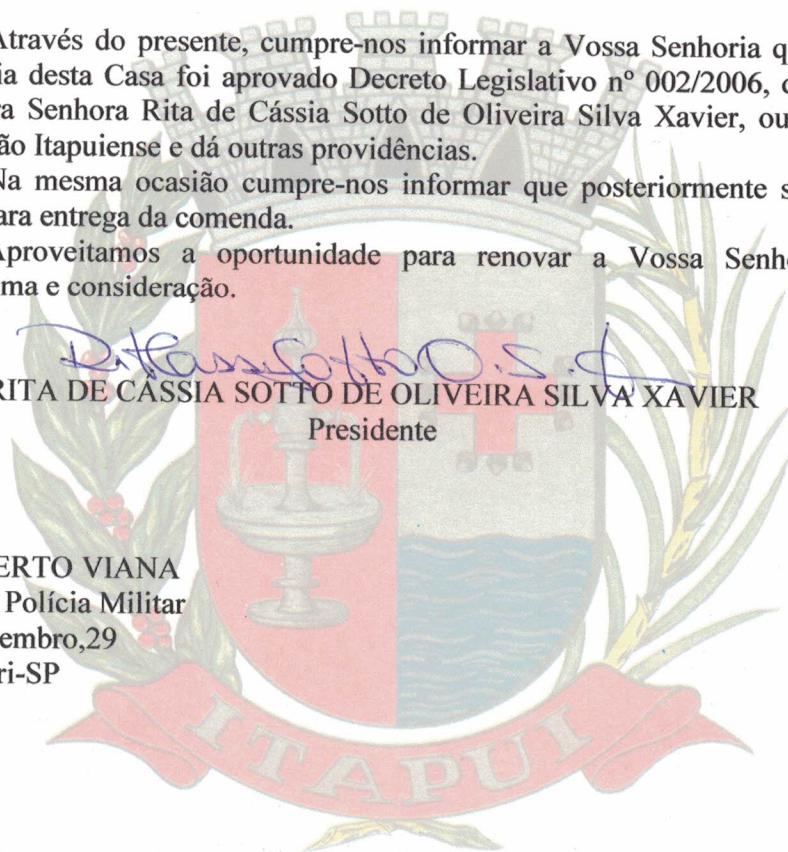 Através do presente, cumpre-nos informar a Vossa Senhoria q
ia desta Casa foi aprovado Decreto Legislativo nº 002/2006, 
ra Senhora Rita de Cássia Sotto de Oliveira Silva Xavier, ou
ão Itapuiense e dá outras providências.
Na mesma ocasião cumpre-nos informar que posteriormente s
ara entrega da comenda.
Aproveitamos a oportunidade para renovar a Vossa Senho
ma e consideração.
RITA DE CÁSSIA SOTTO DE OLIVEIRA SILVA XAVIER
Presidente
ERTO VIANA
Polícia Militar
embro,29
ri-SP
ITAPUI